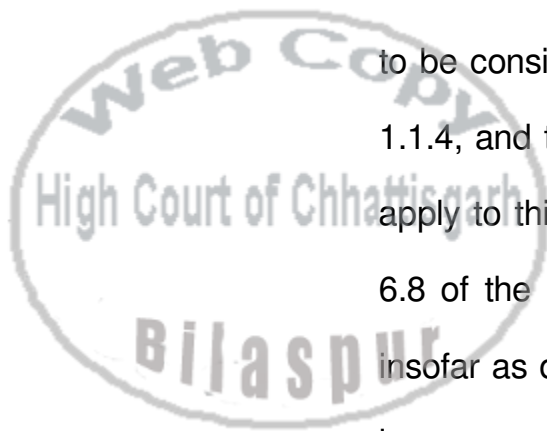 Web Copy
High Court of Chhattisgarh
Bilaspur
to be consi
1.1.4, and
apply to thi
6.8 of the
insofar as